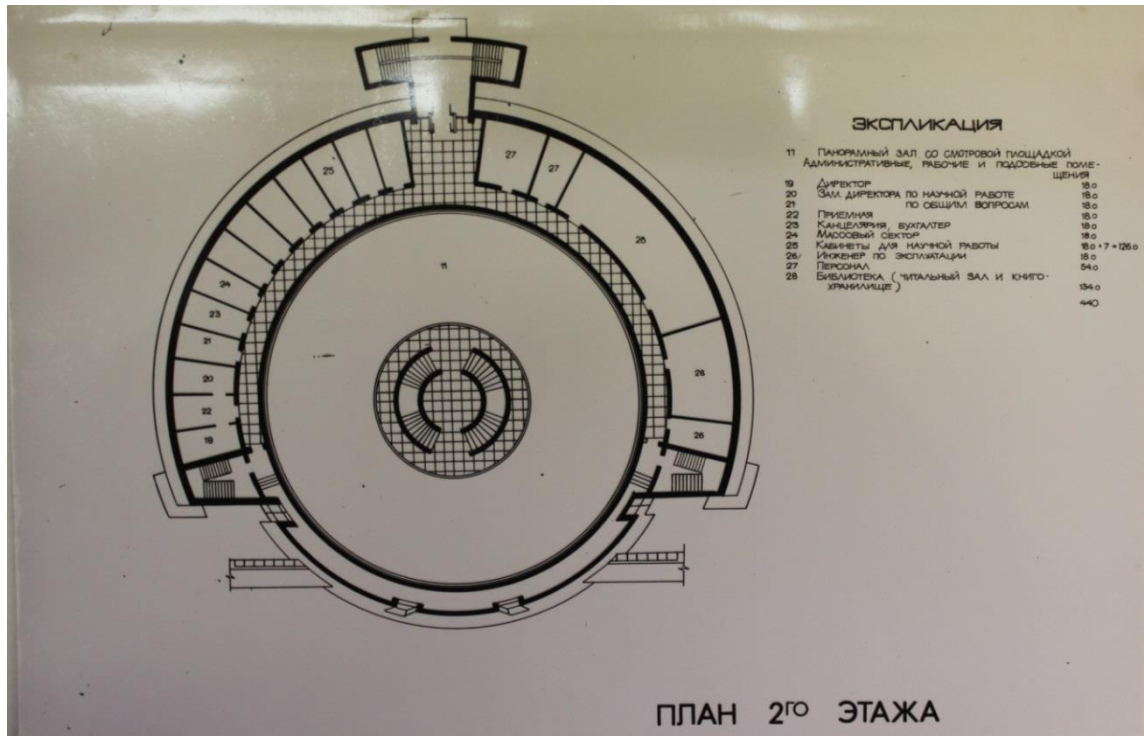 ЭКСПЛИКАЦИЯ
11 ПАНОРАМНЫЙ ЗАЛ СО СМОТРОВОЙ ПЛОЩАДКОЙ
АДМИНИСТРАТИВНЫЕ, РАБОЧИЕ И ПОДСОБНЫЕ ПОМЕ-
ЩЕНИЯ
19 ДИРЕКТОР 18.0
20 ЗАМ. ДИРЕКТОРА ПО НАУЧНОЙ РАБОТЕ 18.0
21 ПО ОБЩИМ ВОПРОСАМ 18.0
22 ПРИЕМНАЯ 18.0
23 КАНЦЕЛЯРИЯ, БУХГАЛТЕР 18.0
24 МАССОВЫЙ СЕКТОР 18.0
25 КАБИНЕТЫ ДЛЯ НАУЧНОЙ РАБОТЫ 18.0 × 7 = 126.0
26 ИНЖЕНЕР ПО ЭКСПЛУАТАЦИИ 18.0
27 ПЕРСОНАЛ 54.0
28 БИБЛИОТЕКА ( ЧИТАЛЬНЫЙ ЗАЛ И КНИГО-
ХРАНИЛИЩЕ ) 134.0
440
27
27
25
28
11
24
23
21
20
28
22
19
26
ПЛАН 2ГО ЭТАЖА